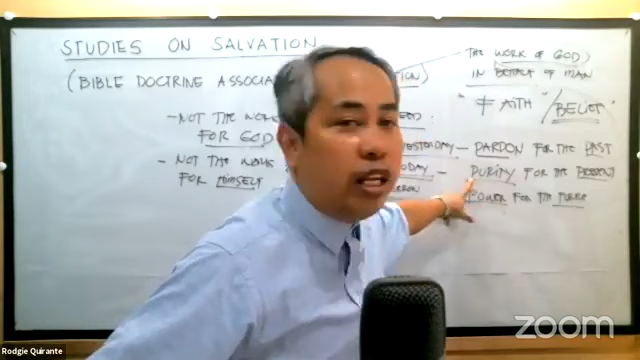 STUDIES ON SALVATION
(BIBLE DOCTRINE
THE WORK OF GOD
IN BEHALF OF MAN
"FAITH"/BELIEF"
- NOT THE WORK
FOR GOD
- NOT THE WORK
FOR HIMSELF
YESTERDAY - PARDON FOR THE PAST
TODAY - PURITY FOR THE PRESENT
POWER FOR THE FUTURE
zoom
Rodgie Quirante